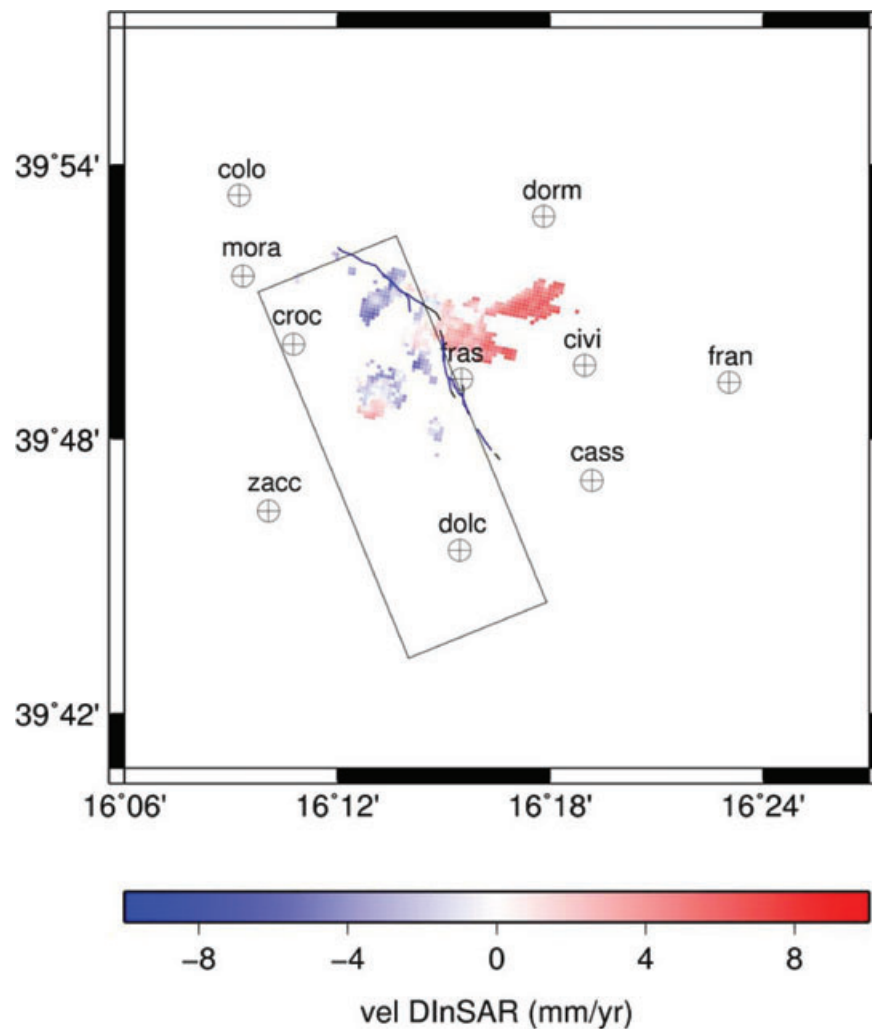 39°54'
colo
dorm
mora
croc
fras
civi
fran
39°48'
cass
zacc
dolc
39°42'
16°06' 16°12' 16°18' 16°24'
−8 −4 0 4 8
vel DInSAR (mm/yr)